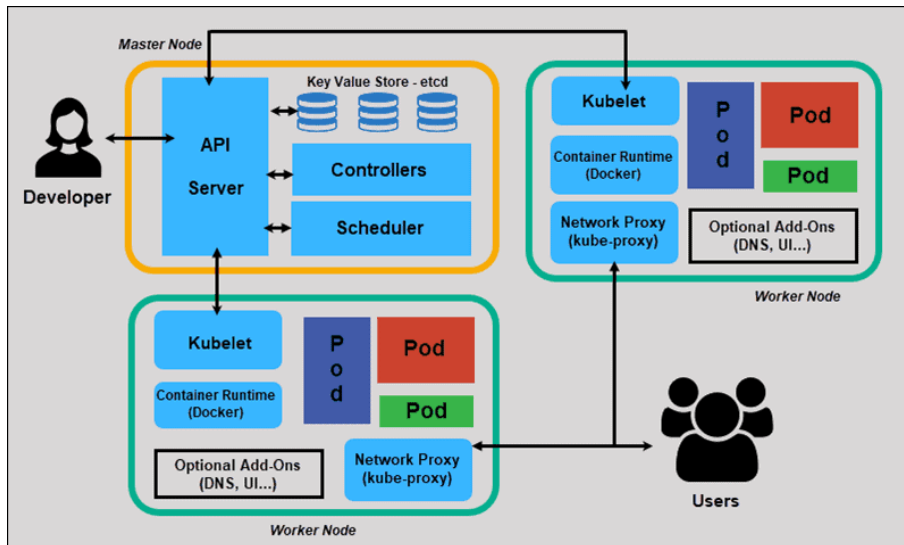 Master Node
Key Value Store - etcd
API
Server
Controllers
Scheduler
Developer
Kubelet
Container Runtime
(Docker)
Network Proxy
(kube-proxy)
P
o
d
Pod
Pod
Optional Add-Ons
(DNS, UI...)
Worker Node
Kubelet
Container Runtime
(Docker)
P
o
d
Pod
Pod
Optional Add-Ons
(DNS, UI...)
Network Proxy
(kube-proxy)
Worker Node
Users